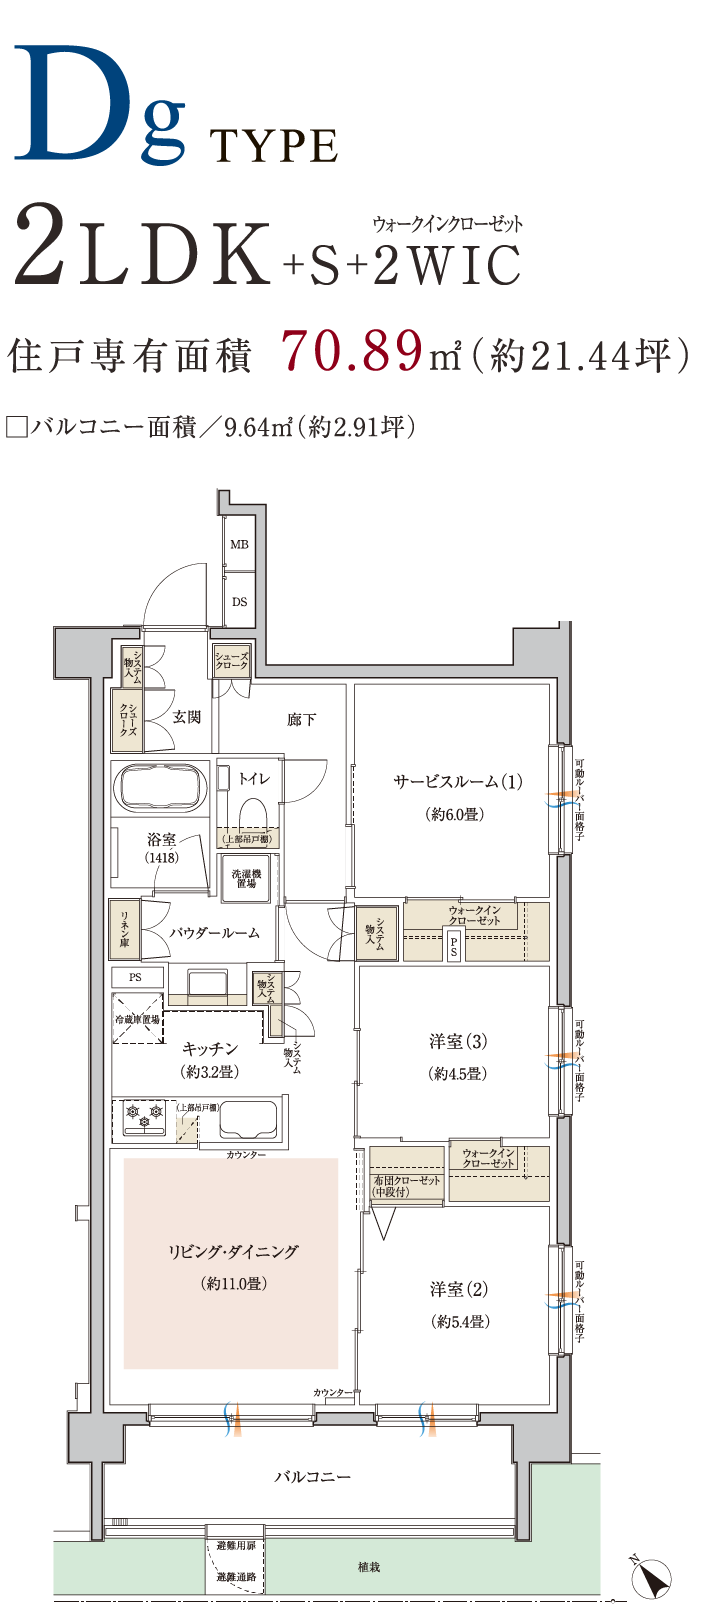 Dg TYPE
ウォークインクローゼット
2LDK+S+2WIC
住戸専有面積 70.89㎡(約21.44坪)
□バルコニー面積／9.64㎡(約2.91坪)
MB
DS
システム物入
シューズクローク
シューズクローク
玄関
廊下
サービスルーム(1)
(約6.0畳)
可動ルーバー面格子
トイレ
(上部吊戸棚)
浴室
(1418)
洗濯機置場
リネン庫
パウダールーム
システム物入
ウォークインクローゼット
PS
PS
システム物入
冷蔵庫置場
キッチン
(約3.2畳)
システム物入
洋室(3)
(約4.5畳)
可動ルーバー面格子
(上部吊戸棚)
カウンター
ウォークインクローゼット
布団クローゼット
(中段付)
リビング・ダイニング
(約11.0畳)
洋室(2)
(約5.4畳)
可動ルーバー面格子
カウンター
バルコニー
避難用扉
避難通路
植栽
N